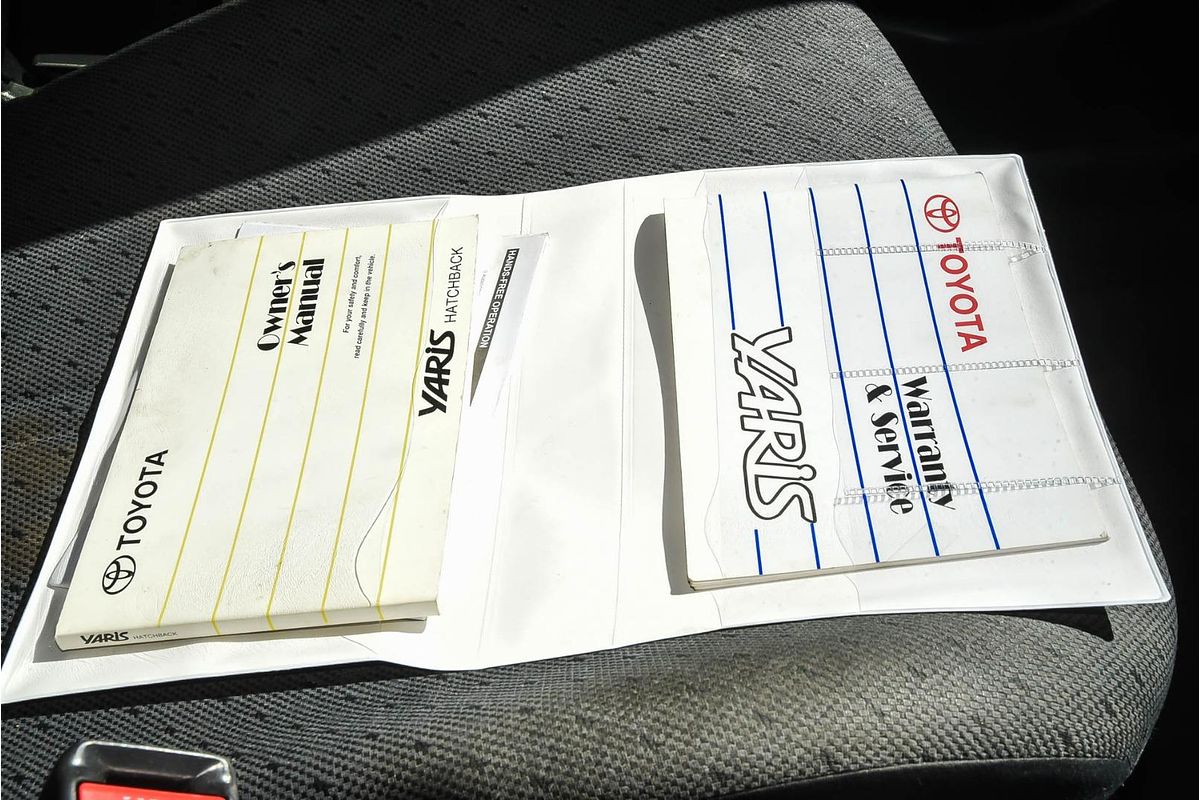 Owner's
Manual
For your safety and comfort,
read carefully and keep in the vehicle.
YARIS HATCHBACK
TOYOTA
YARIS HATCHBACK
HANDS-FREE OPERATION
TOYOTA
Warranty
& Service
YARIS